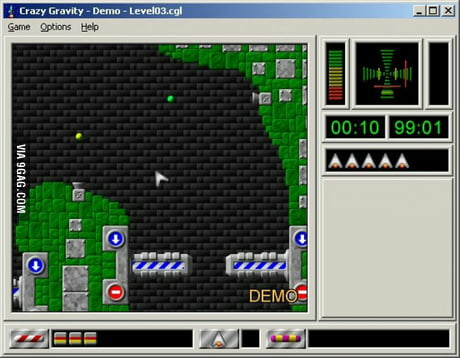 Crazy Gravity - Demo - Level03.cgl
Game Options Help
00:10 99:01
VIA 9GAG.COM
DEMO